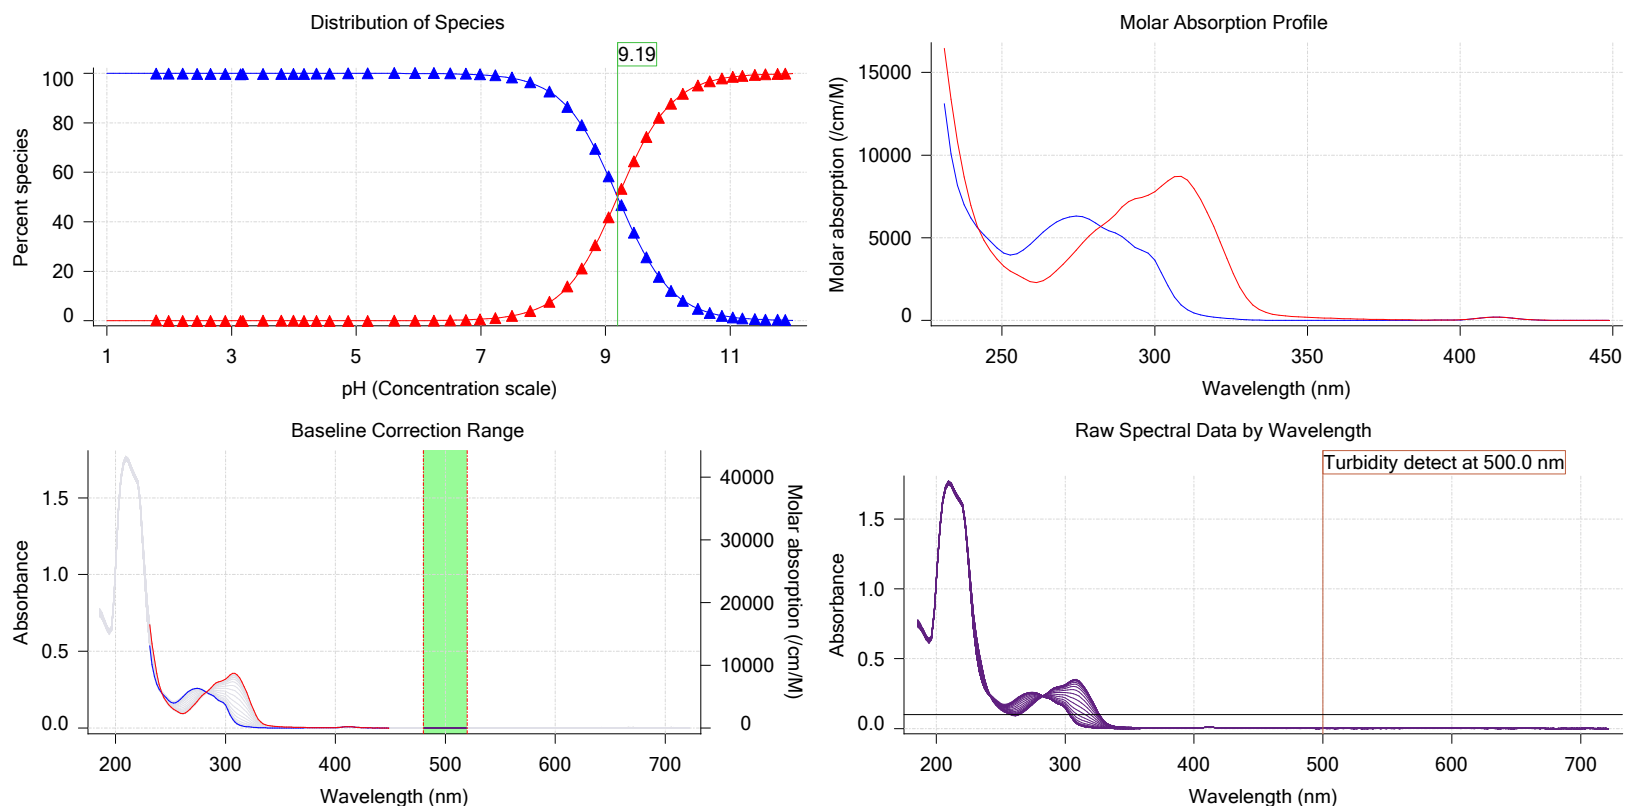 Distribution of Species
9.19
Percent species
100
80
60
40
20
0
1 3 5 7 9 11
pH (Concentration scale)
Molar Absorption Profile
Molar absorption (/cm/M)
15000
10000
5000
0
250 300 350 400 450
Wavelength (nm)
Baseline Correction Range
Absorbance
1.5
1.0
0.5
0.0
40000
30000
20000
10000
0
Molar absorption (/cm/M)
200 300 400 500 600 700
Wavelength (nm)
Raw Spectral Data by Wavelength
Turbidity detect at 500.0 nm
Absorbance
1.5
1.0
0.5
0.0
200 300 400 500 600 700
Wavelength (nm)